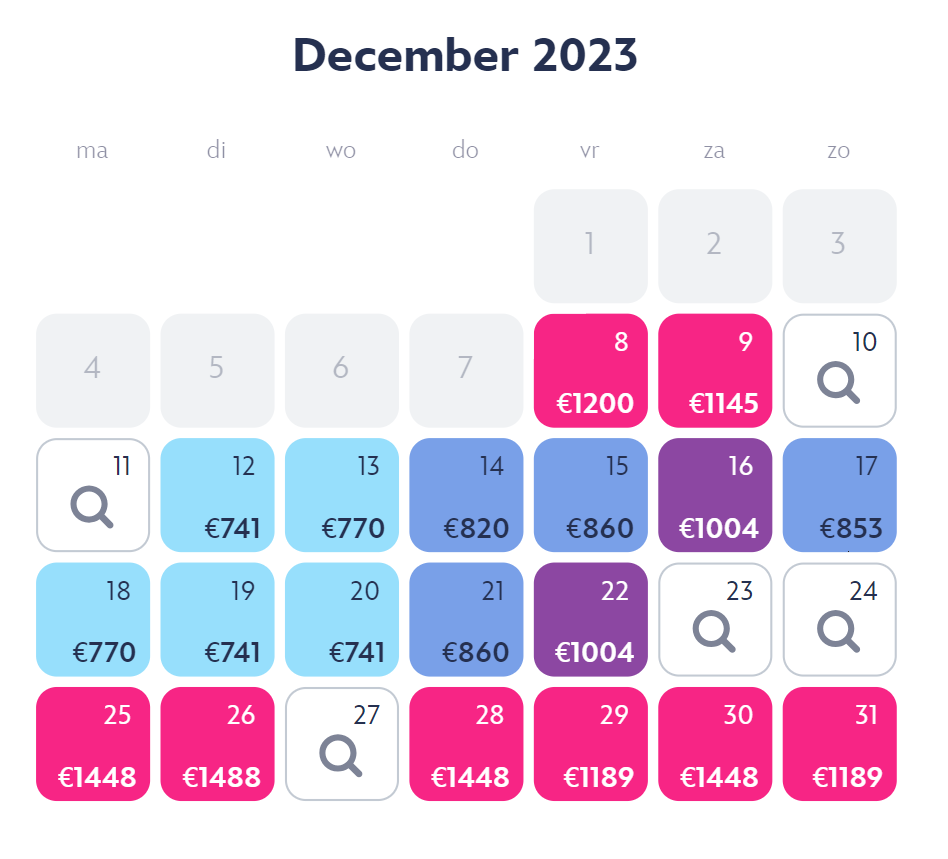 December 2023
ma di wo do vr za zo
1 2 3
4 5 6 7 8 9 10
€1200 €1145
11 12 13 14 15 16 17
€741 €770 €820 €860 €1004 €853
18 19 20 21 22 23 24
€770 €741 €741 €860 €1004
25 26 27 28 29 30 31
€1448 €1488 €1448 €1189 €1448 €1189